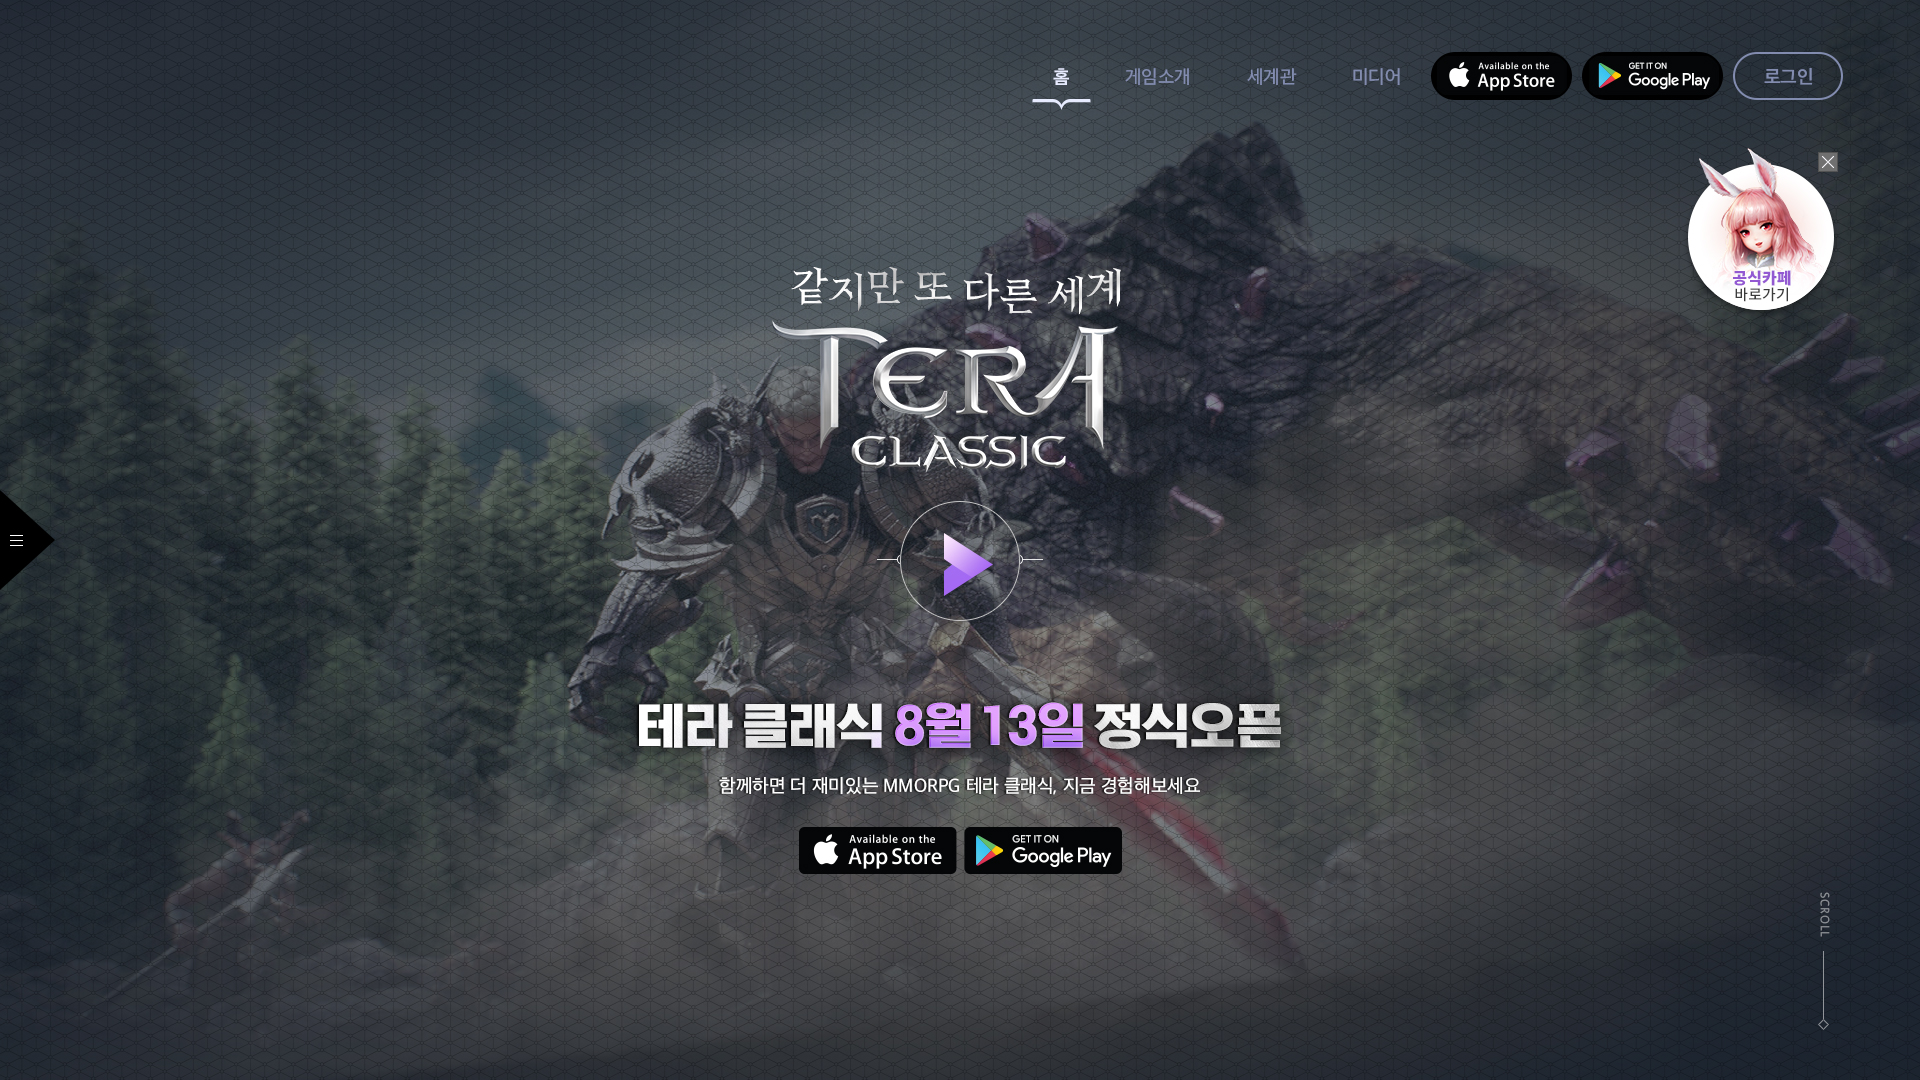 홈
게임소개
세계관
미디어
Available on the
App Store
GET IT ON
Google Play
로그인
공식카페
바로가기
같지만 또 다른 세계
TERA
CLASSIC
테라 클래식 8월 13일 정식오픈
함께하면 더 재미있는 MMORPG 테라 클래식, 지금 경험해보세요
Available on the
App Store
GET IT ON
Google Play
SCROLL